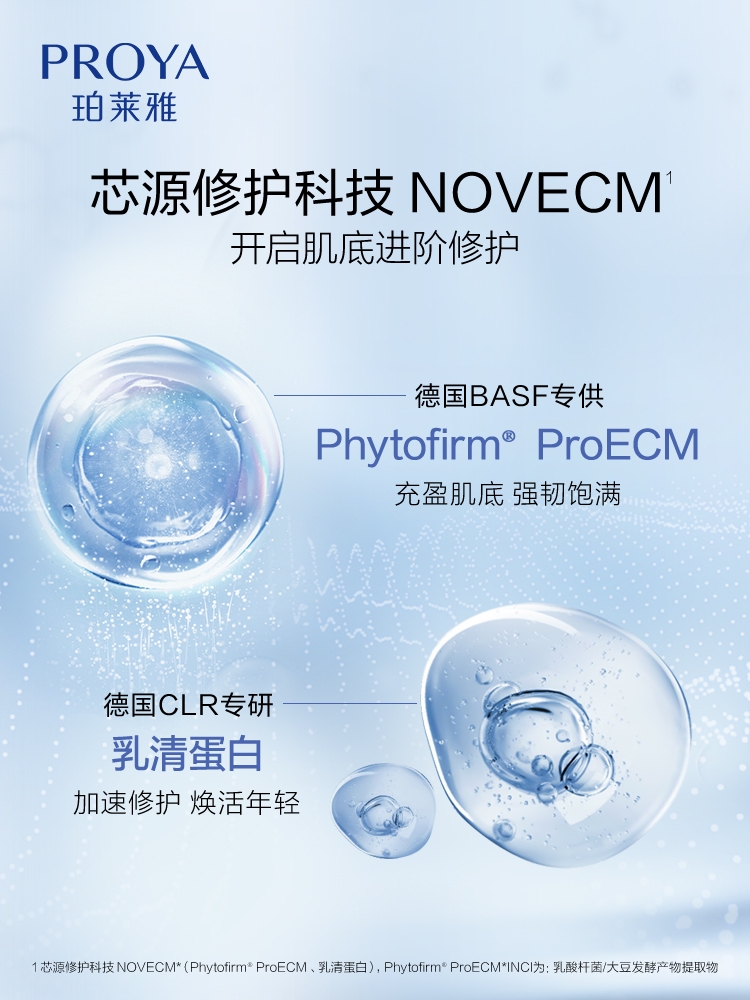 PROYA
珀莱雅
芯源修护科技 NOVECM1
开启肌底进阶修护
德国BASF专供
Phytofirm® ProECM
充盈肌底 强韧饱满
德国CLR专研
乳清蛋白
加速修护 焕活年轻
1 芯源修护科技 NOVECM*（Phytofirm® ProECM 、乳清蛋白），Phytofirm® ProECM*INCI为：乳酸杆菌/大豆发酵产物提取物